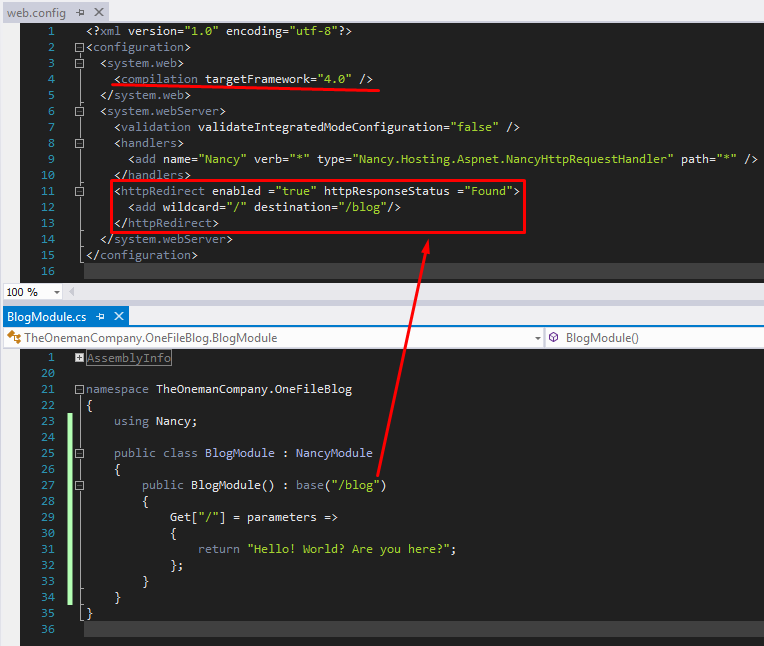 web.config
1 <?xml version="1.0" encoding="utf-8"?>
2 <configuration>
3 <system.web>
4 <compilation targetFramework="4.0" />
5 </system.web>
6 <system.webServer>
7 <validation validateIntegratedModeConfiguration="false" />
8 <handlers>
9 <add name="Nancy" verb="*" type="Nancy.Hosting.Aspnet.NancyHttpRequestHandler" path="*" />
10 </handlers>
11 <httpRedirect enabled ="true" httpResponseStatus ="Found">
12 <add wildcard="/" destination="/blog"/>
13 </httpRedirect>
14 </system.webServer>
15 </configuration>
16
100 %
BlogModule.cs
TheOnemanCompany.OneFileBlog.BlogModule BlogModule()
1 AssemblyInfo
20
21 namespace TheOnemanCompany.OneFileBlog
22 {
23 using Nancy;
24
25 public class BlogModule : NancyModule
26 {
27 public BlogModule() : base("/blog")
28 {
29 Get["/"] = parameters =>
30 {
31 return "Hello! World? Are you here?";
32 };
33 }
34 }
35 }
36